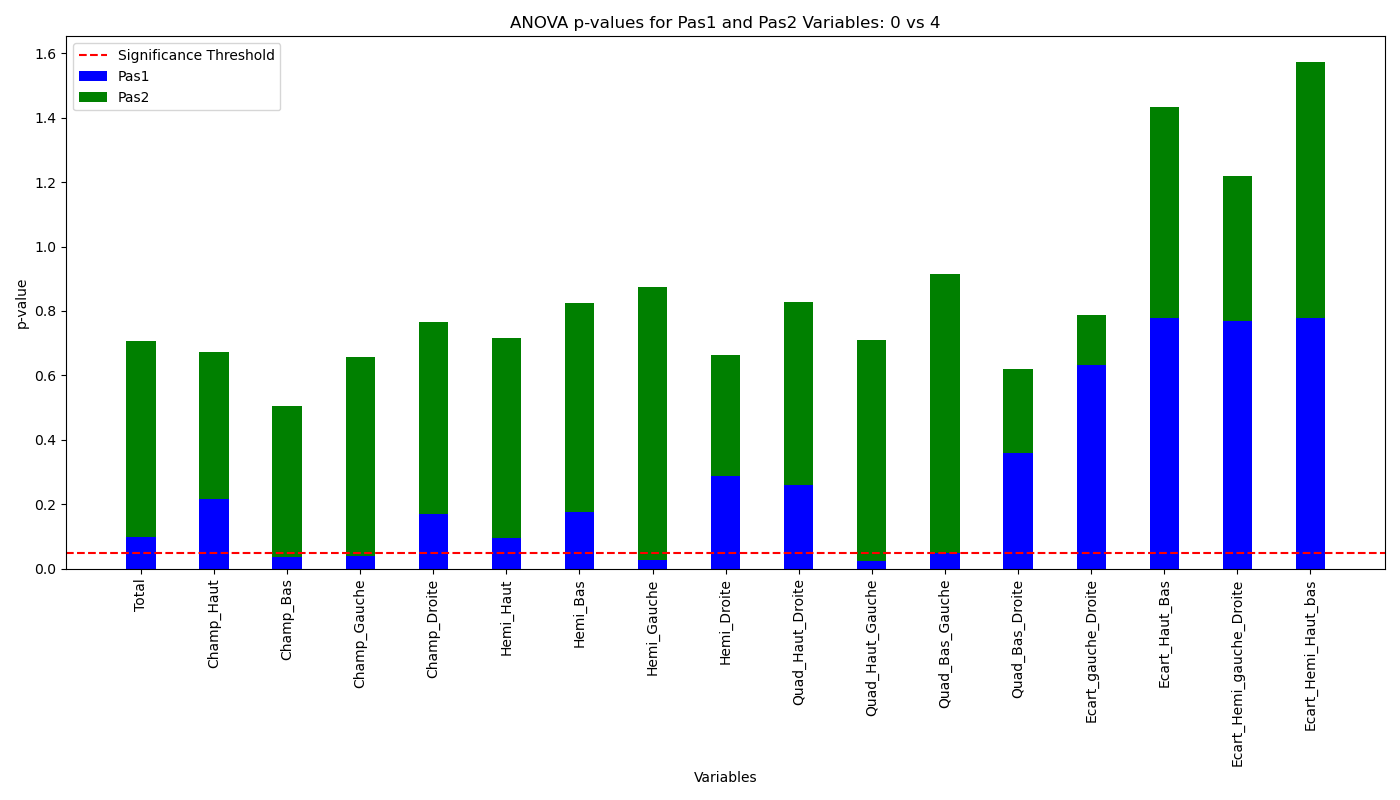 ANOVA p-values for Pas1 and Pas2 Variables: 0 vs 4
Significance Threshold
Pas1
Pas2
p-value
1.6
1.4
1.2
1.0
0.8
0.6
0.4
0.2
0.0
Total
Champ_Haut
Champ_Bas
Champ_Gauche
Champ_Droite
Hemi_Haut
Hemi_Bas
Hemi_Gauche
Hemi_Droite
Quad_Haut_Droite
Quad_Haut_Gauche
Quad_Bas_Gauche
Quad_Bas_Droite
Ecart_gauche_Droite
Ecart_Haut_Bas
Ecart_Hemi_gauche_Droite
Ecart_Hemi_Haut_bas
Variables